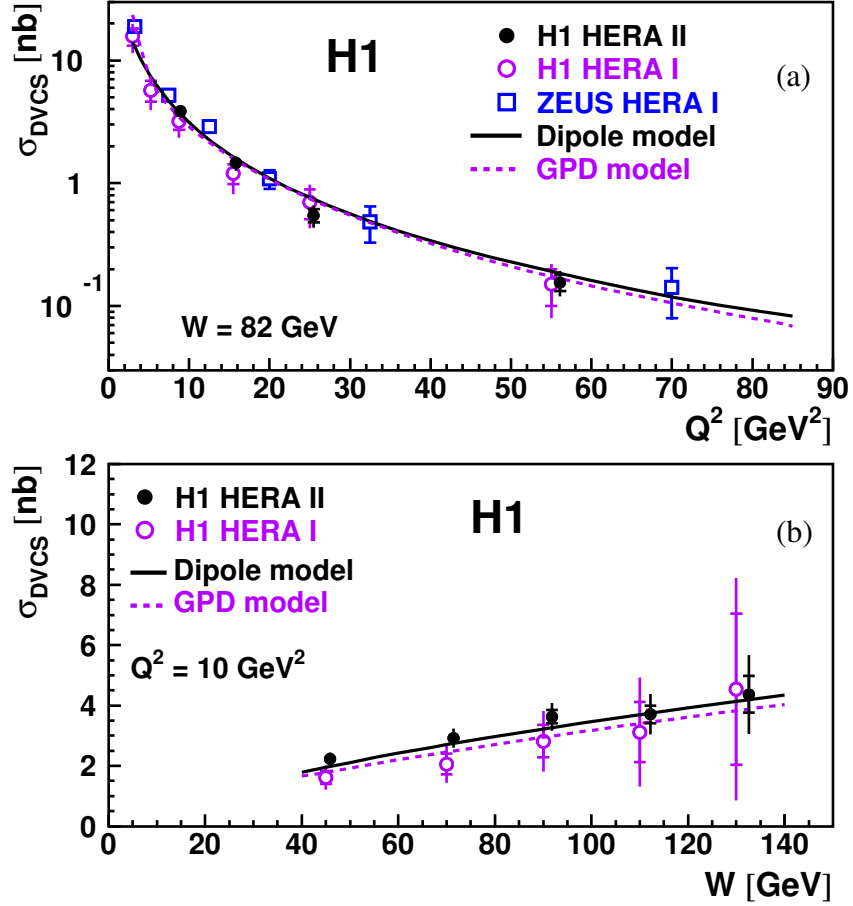 σDVCS [nb]
H1
H1 HERA II
H1 HERA I
ZEUS HERA I
Dipole model
GPD model
(a)
10
1
10⁻¹
W = 82 GeV
0 10 20 30 40 50 60 70 80 90
Q² [GeV²]
σDVCS [nb]
H1 HERA II
H1 HERA I
Dipole model
GPD model
H1
(b)
Q² = 10 GeV²
12
10
8
6
4
2
0
0 20 40 60 80 100 120 140
W [GeV]